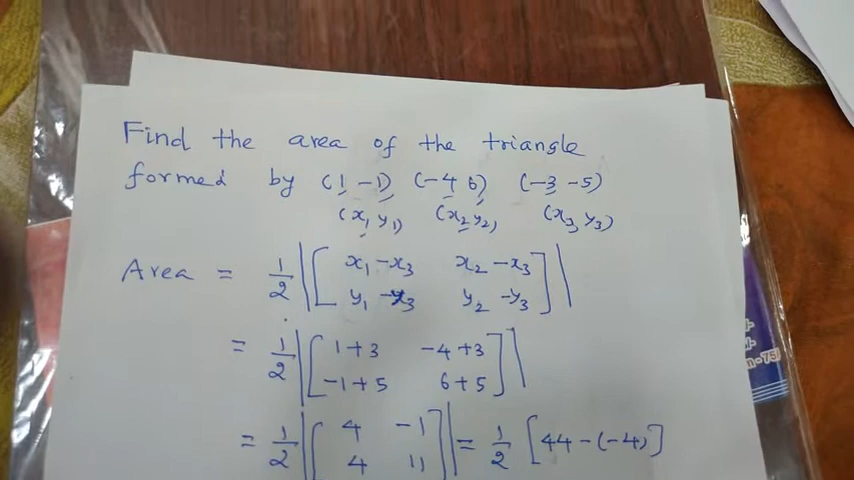 Find the area of the triangle
formed by (1 -1) (-4 6) (-3 -5)
(x₁ y₁) (x₂ y₂) (x₃ y₃)
Area = 1/2 |[ x₁ -x₃ x₂ -x₃
y₁ -y₃ y₂ -y₃ ]|
= 1/2 |[ 1+3 -4+3
-1+5 6+5 ]|
= 1/2 |[ 4 -1
4 11 ]| = 1/2 [44-(-4)]